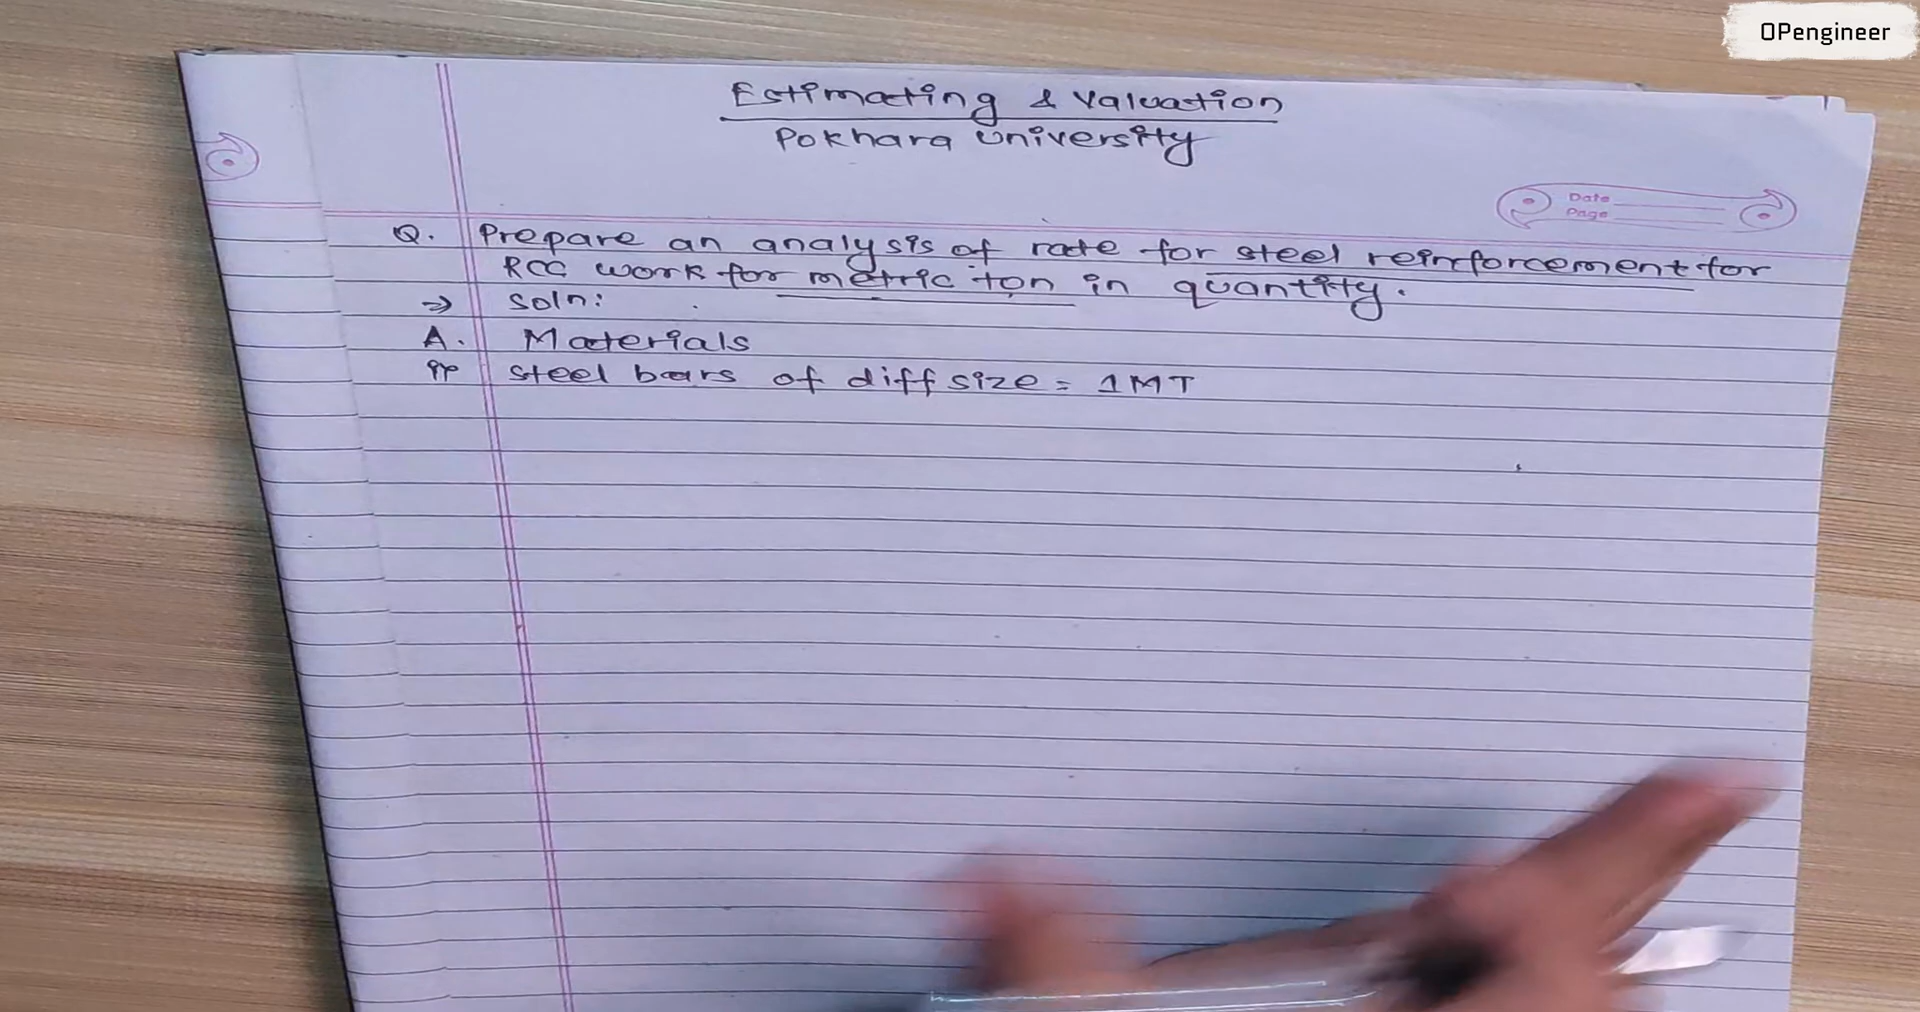 OPengineer
Estimating & Valuation
Pokhara University
Date
Page
Q. Prepare an analysis of rate for steel reinforcement for
RCC work for metric ton in quantity.
⇒ Soln:
A. Materials
i) Steel bars of diff size = 1MT